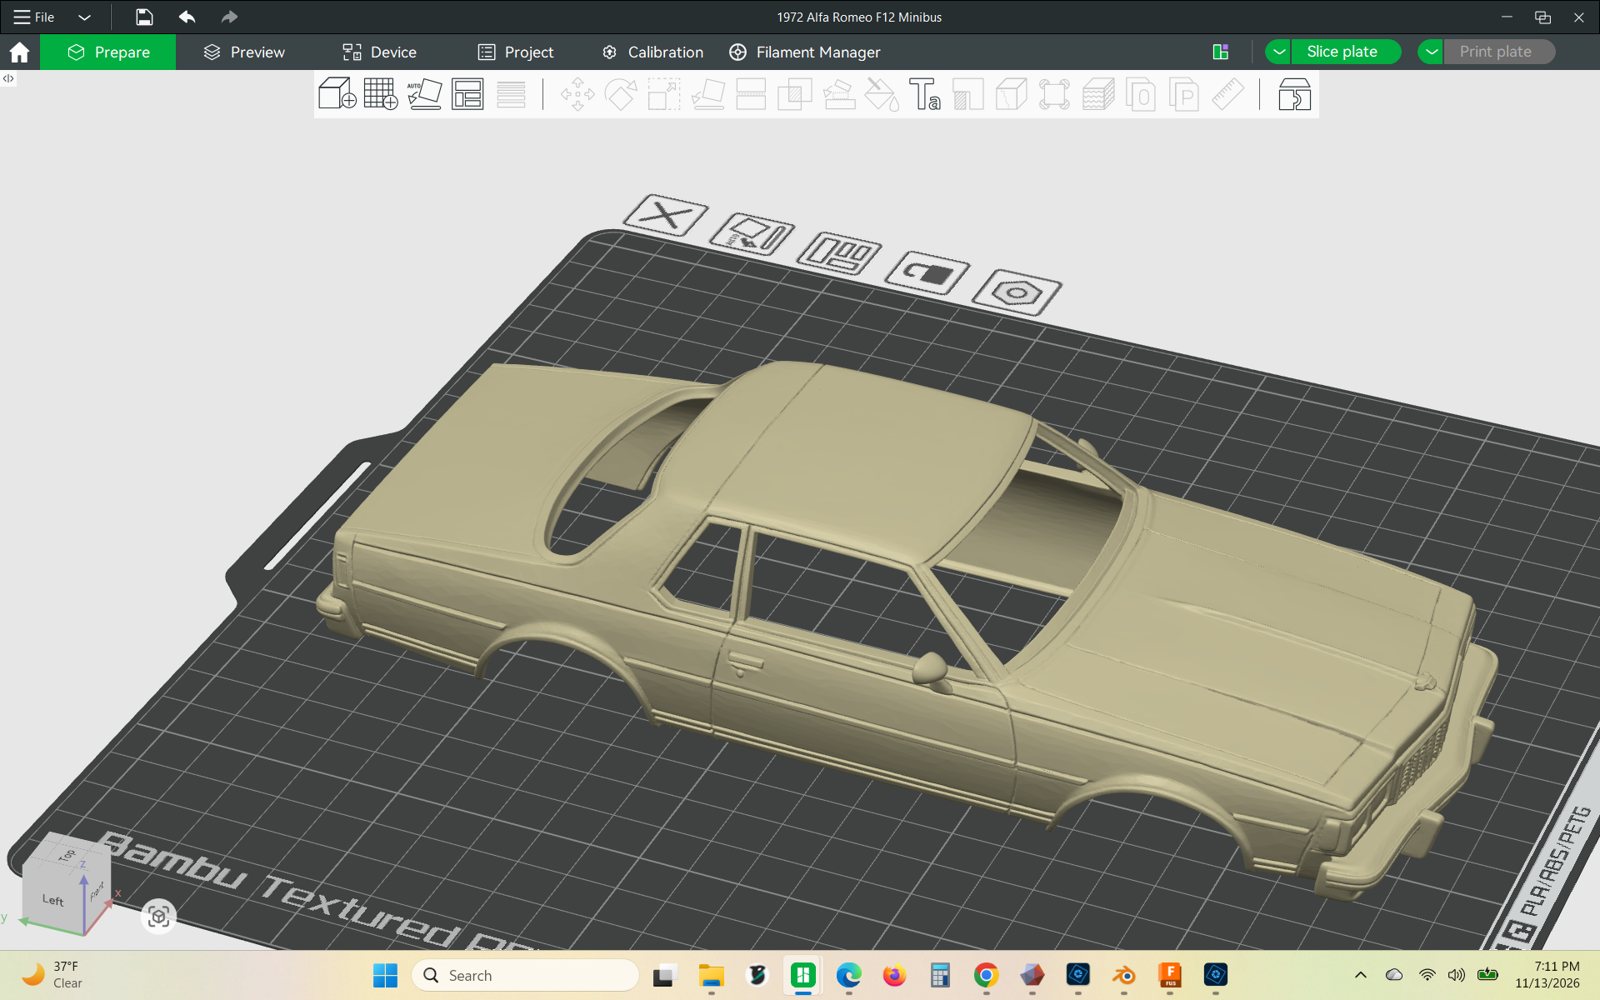 File
1972 Alfa Romeo F12 Minibus
Prepare
Preview
Device
Project
Calibration
Filament Manager
Slice plate
Print plate
AUTO
Ta
Bambu Textured
PLA/ABS/PETG
Top
Left
Front
z
x
y
37°F
Clear
Search
7:11 PM
11/13/2026